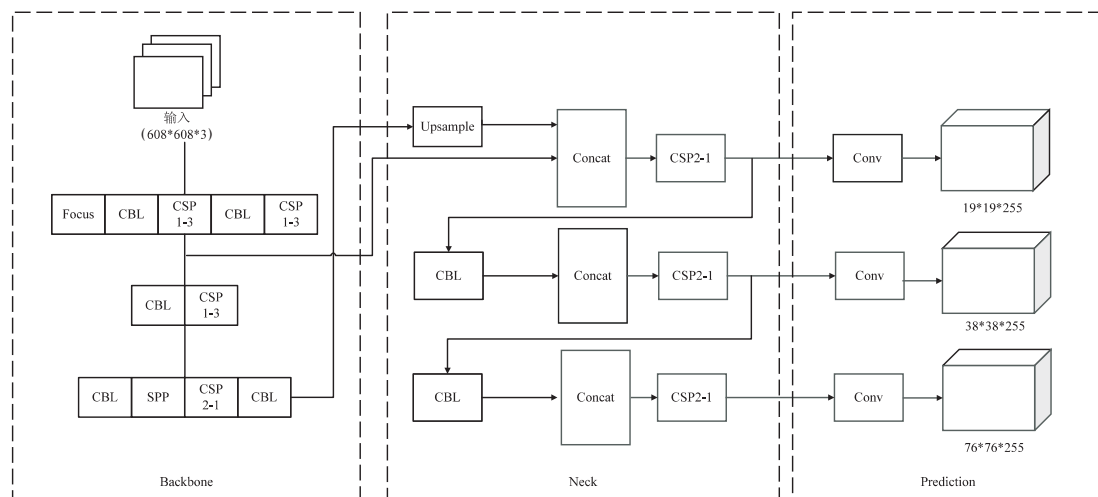 输入
(608*608*3)
Focus
CBL
CSP
1-3
CBL
CSP
1-3
CBL
CSP
1-3
CBL
SPP
CSP
2-1
CBL
Backbone
Upsample
Concat
CSP2-1
CBL
Concat
CSP2-1
CBL
Concat
CSP2-1
Neck
Conv
19*19*255
Conv
38*38*255
Conv
76*76*255
Prediction